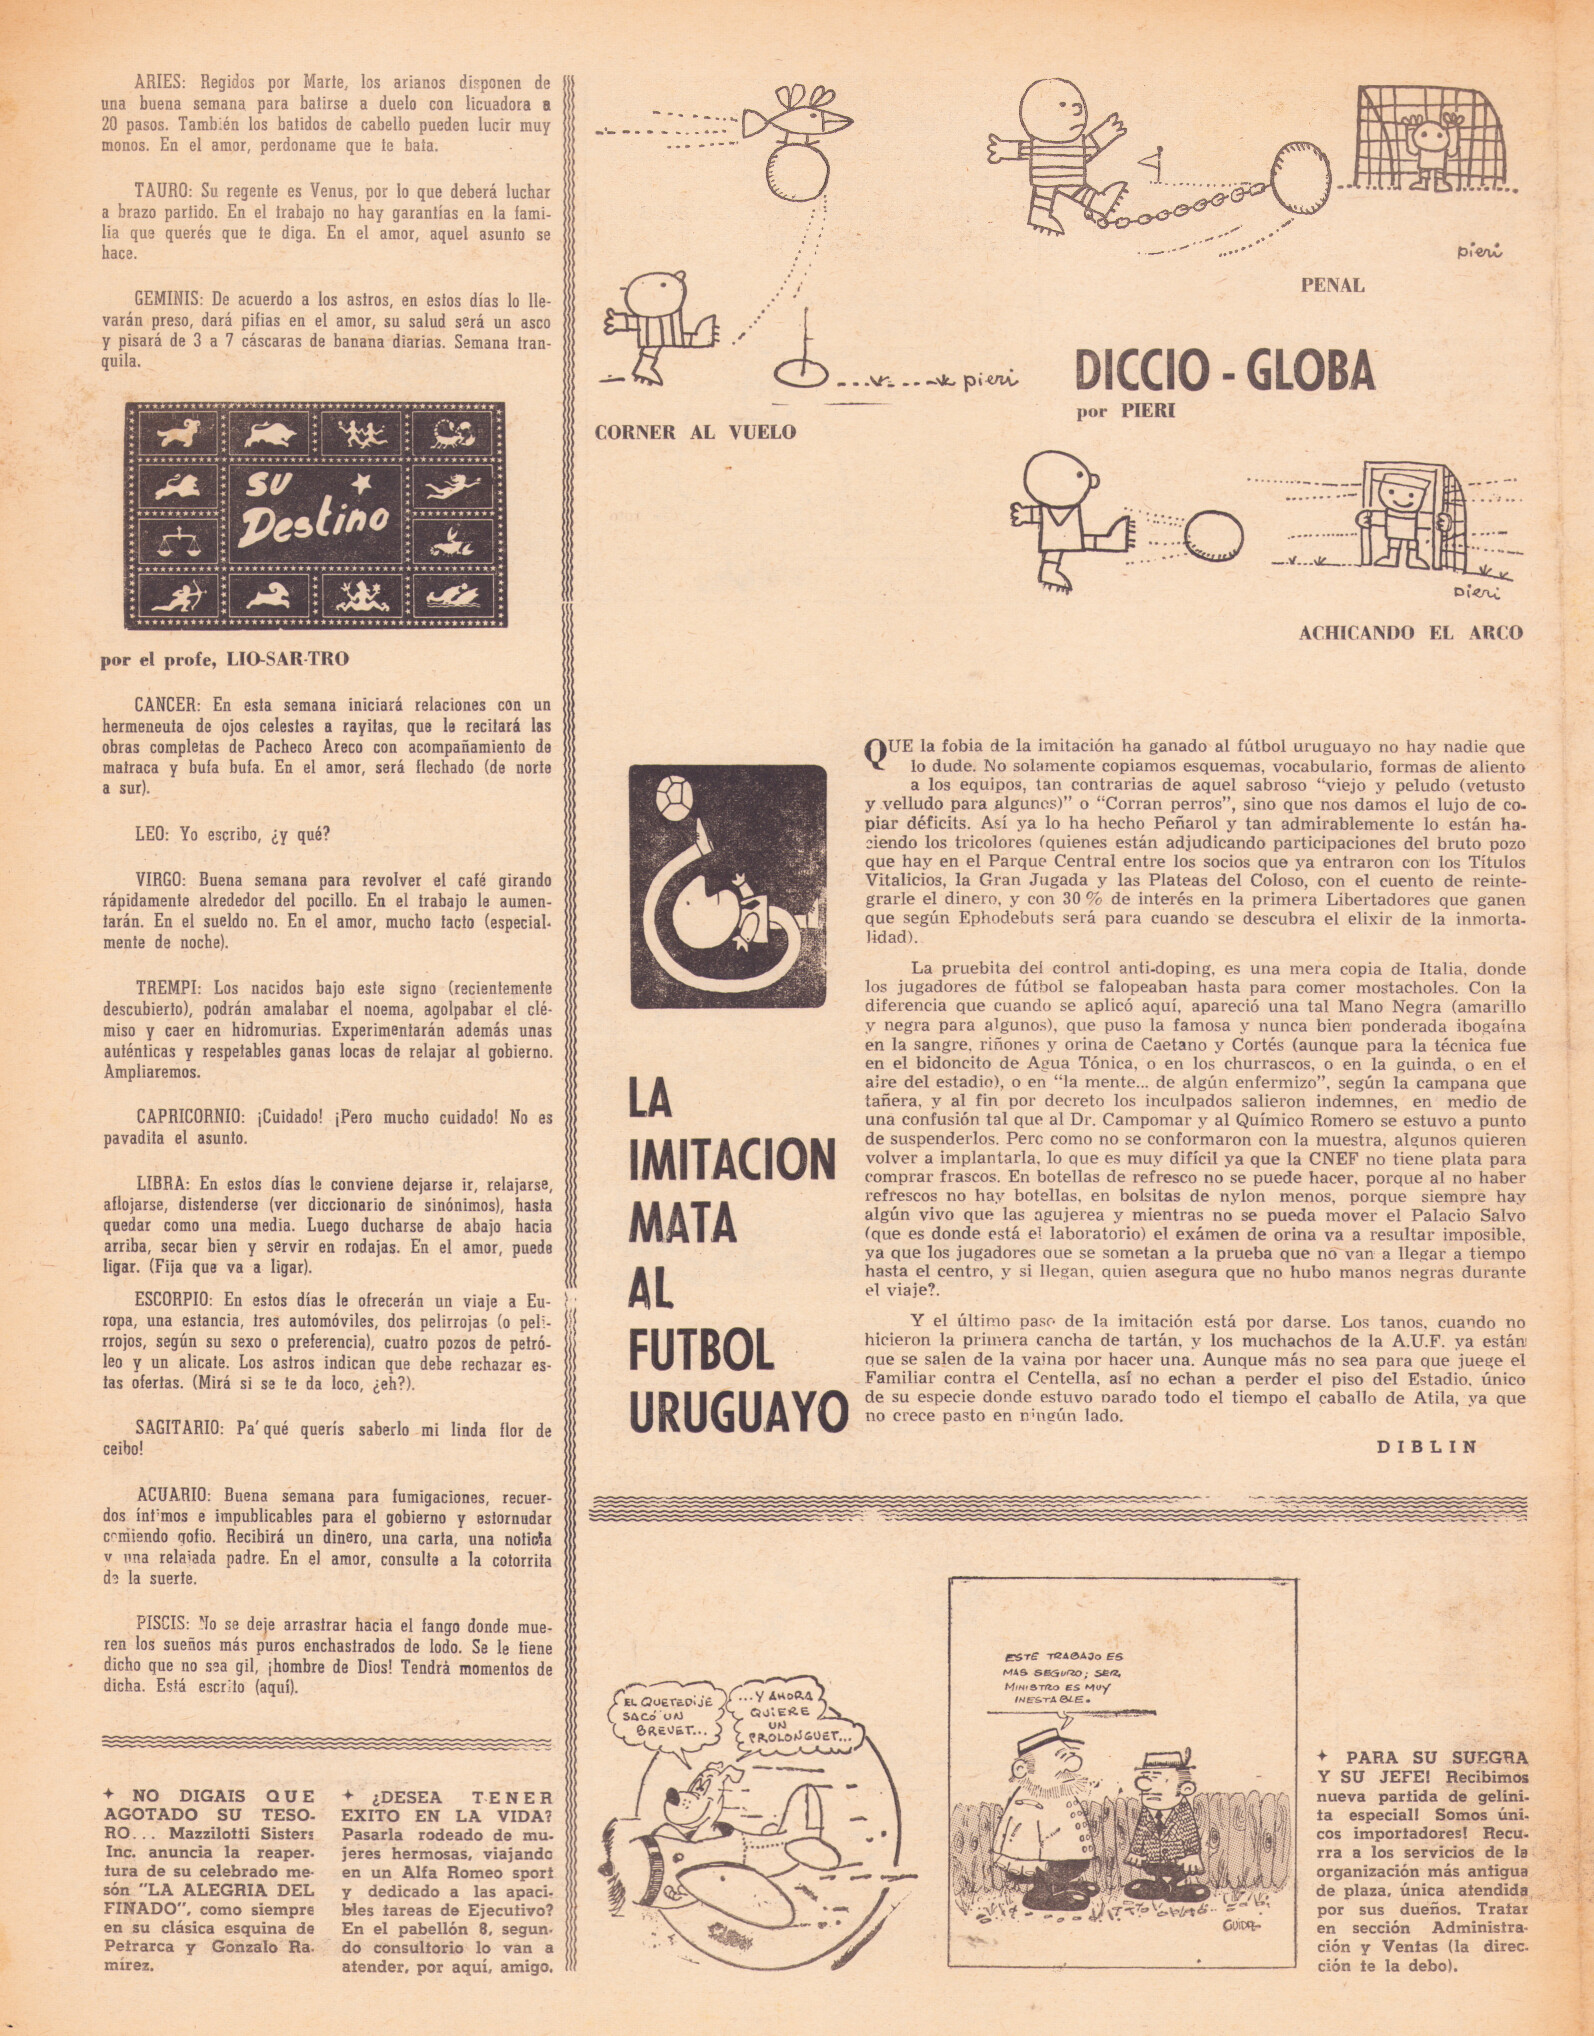 ARIES: Regidos por Marte, los arianos disponen de
una buena semana para batirse a duelo con licuadora a
20 pasos. También los batidos de cabello pueden lucir muy
monos. En el amor, perdoname que te bata.
TAURO: Su regente es Venus, por lo que deberá luchar
a brazo partido. En el trabajo no hay garantías en la fami-
lia que querés que te diga. En el amor, aquel asunto se
hace.
GEMINIS: De acuerdo a los astros, en estos días lo lle-
varán preso, dará pifias en el amor, su salud será un asco
y pisará de 3 a 7 cáscaras de banana diarias. Semana tran-
quila.
SU
Destino
por el profe, LIO-SAR-TRO
CANCER: En esta semana iniciará relaciones con un
hermeneuta de ojos celestes a rayitas, que le recitará las
obras completas de Pacheco Areco con acompañamiento de
matraca y bufa bufa. En el amor, será flechado (de norte
a sur).
LEO: Yo escribo, ¿y qué?
VIRGO: Buena semana para revolver el café girando
rápidamente alrededor del pocillo. En el trabajo le aumen-
tarán. En el sueldo no. En el amor, mucho tacto (especial-
mente de noche).
TREMPI: Los nacidos bajo este signo (recientemente
descubierto), podrán amalabar el noema, agolpabar el clé-
miso y caer en hidromurias. Experimentarán además unas
auténticas y respetables ganas locas de relajar al gobierno.
Ampliaremos.
CAPRICORNIO: ¡Cuidado! ¡Pero mucho cuidado! No es
pavadita el asunto.
LIBRA: En estos días le conviene dejarse ir, relajarse,
aflojarse, distenderse (ver diccionario de sinónimos), hasta
quedar como una media. Luego ducharse de abajo hacia
arriba, secar bien y servir en rodajas. En el amor, puede
ligar. (Fija que va a ligar).
ESCORPIO: En estos días le ofrecerán un viaje a Eu-
ropa, una estancia, tres automóviles, dos pelirrojas (o peli-
rrojos, según su sexo o preferencia), cuatro pozos de petró-
leo y un alicate. Los astros indican que debe rechazar es-
tas ofertas. (Mirá si se te da loco, ¿eh?).
SAGITARIO: Pa'qué querís saberlo mi linda flor de
ceibo!
ACUARIO: Buena semana para fumigaciones, recuer-
dos íntimos e impublicables para el gobierno y estornudar
comiendo gofio. Recibirá un dinero, una carta, una noticia
y una relajada padre. En el amor, consulte a la cotorrita
de la suerte.
PISCIS: No se deje arrastrar hacia el fango donde mue-
ren los sueños más puros enchastrados de lodo. Se le tiene
dicho que no sea gil, ¡hombre de Dios! Tendrá momentos de
dicha. Está escrito (aquí).
✦ NO DIGAIS QUE
AGOTADO SU TESO-
RO... Mazzilotti Sisters
Inc. anuncia la reaper-
tura de su celebrado me-
són "LA ALEGRIA DEL
FINADO", como siempre
en su clásica esquina de
Petrarca y Gonzalo Ra-
mírez.
✦ ¿DESEA TENER
EXITO EN LA VIDA?
Pasarla rodeado de mu-
jeres hermosas, viajando
en un Alfa Romeo sport
y dedicado a las apaci-
bles tareas de Ejecutivo?
En el pabellón 8, segun-
do consultorio lo van a
atender, por aquí, amigo.
pieri
CORNER AL VUELO
pieri
PENAL
DICCIO - GLOBA
por PIERI
pieri
ACHICANDO EL ARCO
LA
IMITACION
MATA
AL
FUTBOL
URUGUAYO
QUE la fobia de la imitación ha ganado al fútbol uruguayo no hay nadie que
lo dude. No solamente copiamos esquemas, vocabulario, formas de aliento
a los equipos, tan contrarias de aquel sabroso "viejo y peludo (vetusto
y velludo para algunos)" o "Corran perros", sino que nos damos el lujo de co-
piar déficits. Así ya lo ha hecho Peñarol y tan admirablemente lo están ha-
ciendo los tricolores (quienes están adjudicando participaciones del bruto pozo
que hay en el Parque Central entre los socios que ya entraron con los Títulos
Vitalicios, la Gran Jugada y las Plateas del Coloso, con el cuento de reinte-
grarle el dinero, y con 30 % de interés en la primera Libertadores que ganen
que según Ephodebuts será para cuando se descubra el elixir de la inmorta-
lidad).
La pruebita del control anti-doping, es una mera copia de Italia, donde
los jugadores de fútbol se falopeaban hasta para comer mostacholes. Con la
diferencia que cuando se aplicó aquí, apareció una tal Mano Negra (amarillo
y negra para algunos), que puso la famosa y nunca bien ponderada ibogaína
en la sangre, riñones y orina de Caetano y Cortés (aunque para la técnica fue
en el bidoncito de Agua Tónica, o en los churrascos, o en la guinda, o en el
aire del estadio), o en "la mente... de algún enfermizo", según la campana que
tañera, y al fin por decreto los inculpados salieron indemnes, en medio de
una confusión tal que al Dr. Campomar y al Químico Romero se estuvo a punto
de suspenderlos. Pero como no se conformaron con la muestra, algunos quieren
volver a implantarla, lo que es muy difícil ya que la CNEF no tiene plata para
comprar frascos. En botellas de refresco no se puede hacer, porque al no haber
refrescos no hay botellas, en bolsitas de nylon menos, porque siempre hay
algún vivo que las agujerea y mientras no se pueda mover el Palacio Salvo
(que es donde está el laboratorio) el exámen de orina va a resultar imposible,
ya que los jugadores que se sometan a la prueba que no van a llegar a tiempo
hasta el centro, y si llegan, quien asegura que no hubo manos negras durante
el viaje?.
Y el último paso de la imitación está por darse. Los tanos, cuando no
hicieron la primera cancha de tartán, y los muchachos de la A.U.F. ya están
que se salen de la vaina por hacer una. Aunque más no sea para que juege el
Familiar contra el Centella, así no echan a perder el piso del Estadio, único
de su especie donde estuvo parado todo el tiempo el caballo de Atila, ya que
no crece pasto en ningún lado.
DIBLIN
EL QUETEDIJE
SACÓ UN
BREVET...
...Y AHORA
QUIERE
UN
PROLONGUET...
ESTE TRABAJO ES
MAS SEGURO; SER
MINISTRO ES MUY
INESTABLE.
GUIDAL
✦ PARA SU SUEGRA
Y SU JEFE! Recibimos
nueva partida de gelini-
ta especial! Somos úni-
cos importadores! Recu-
rra a los servicios de la
organización más antigua
de plaza, única atendida
por sus dueños. Tratar
en sección Administra-
ción y Ventas (la direc-
ción te la debo).